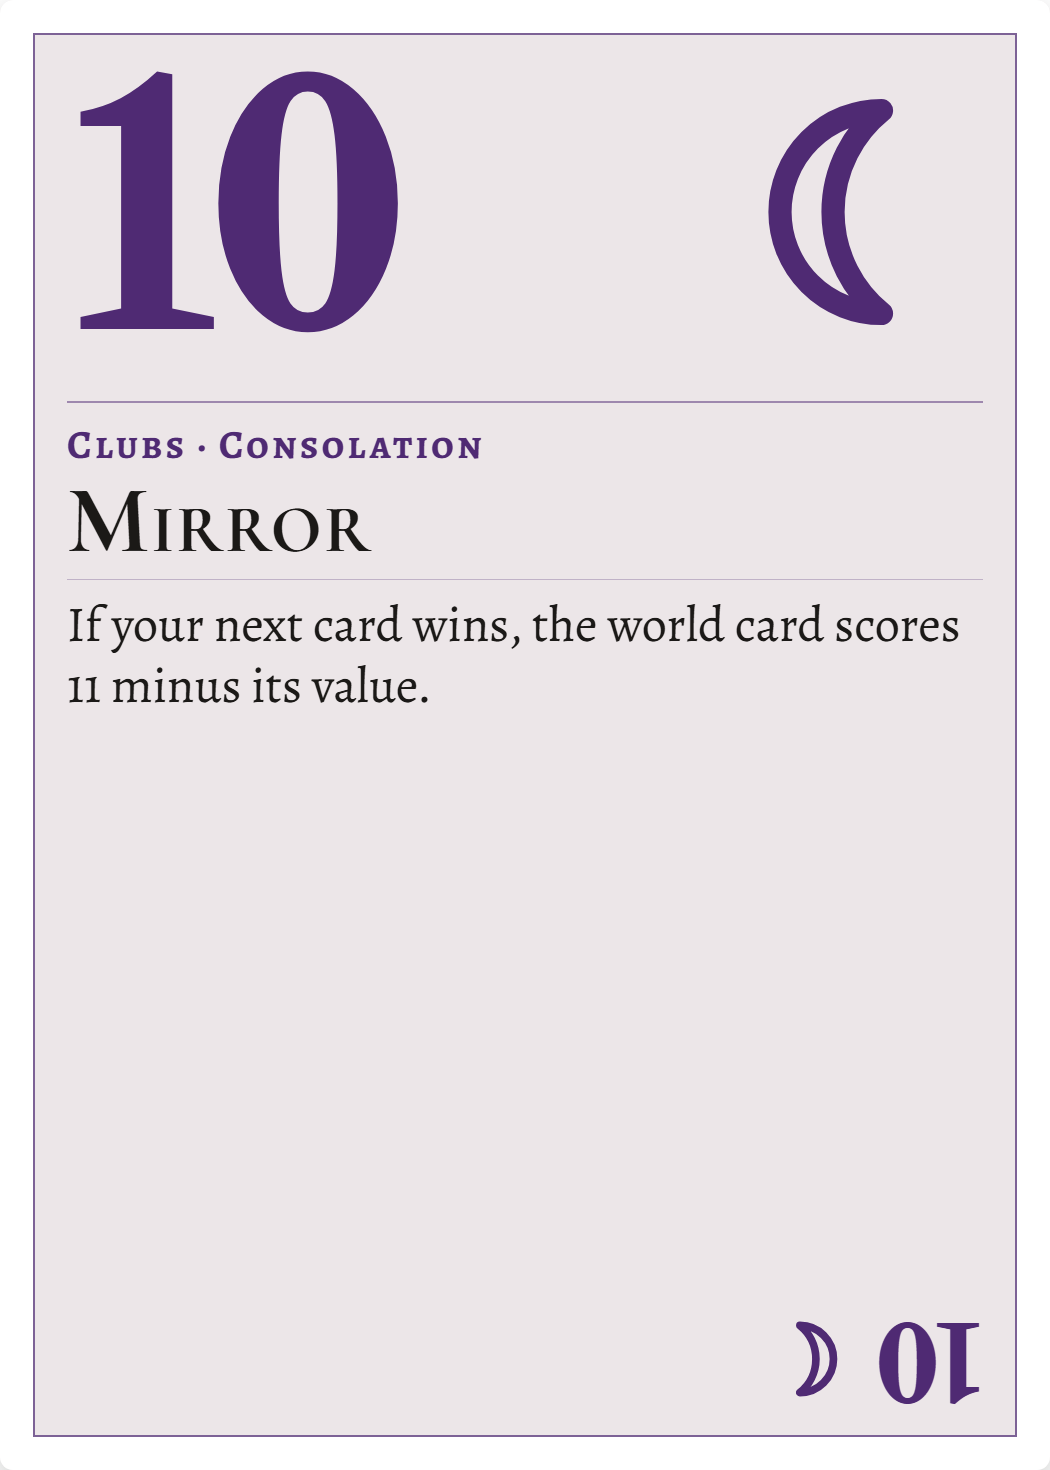 10
Clubs · Consolation
Mirror
If your next card wins, the world card scores
11 minus its value.
10